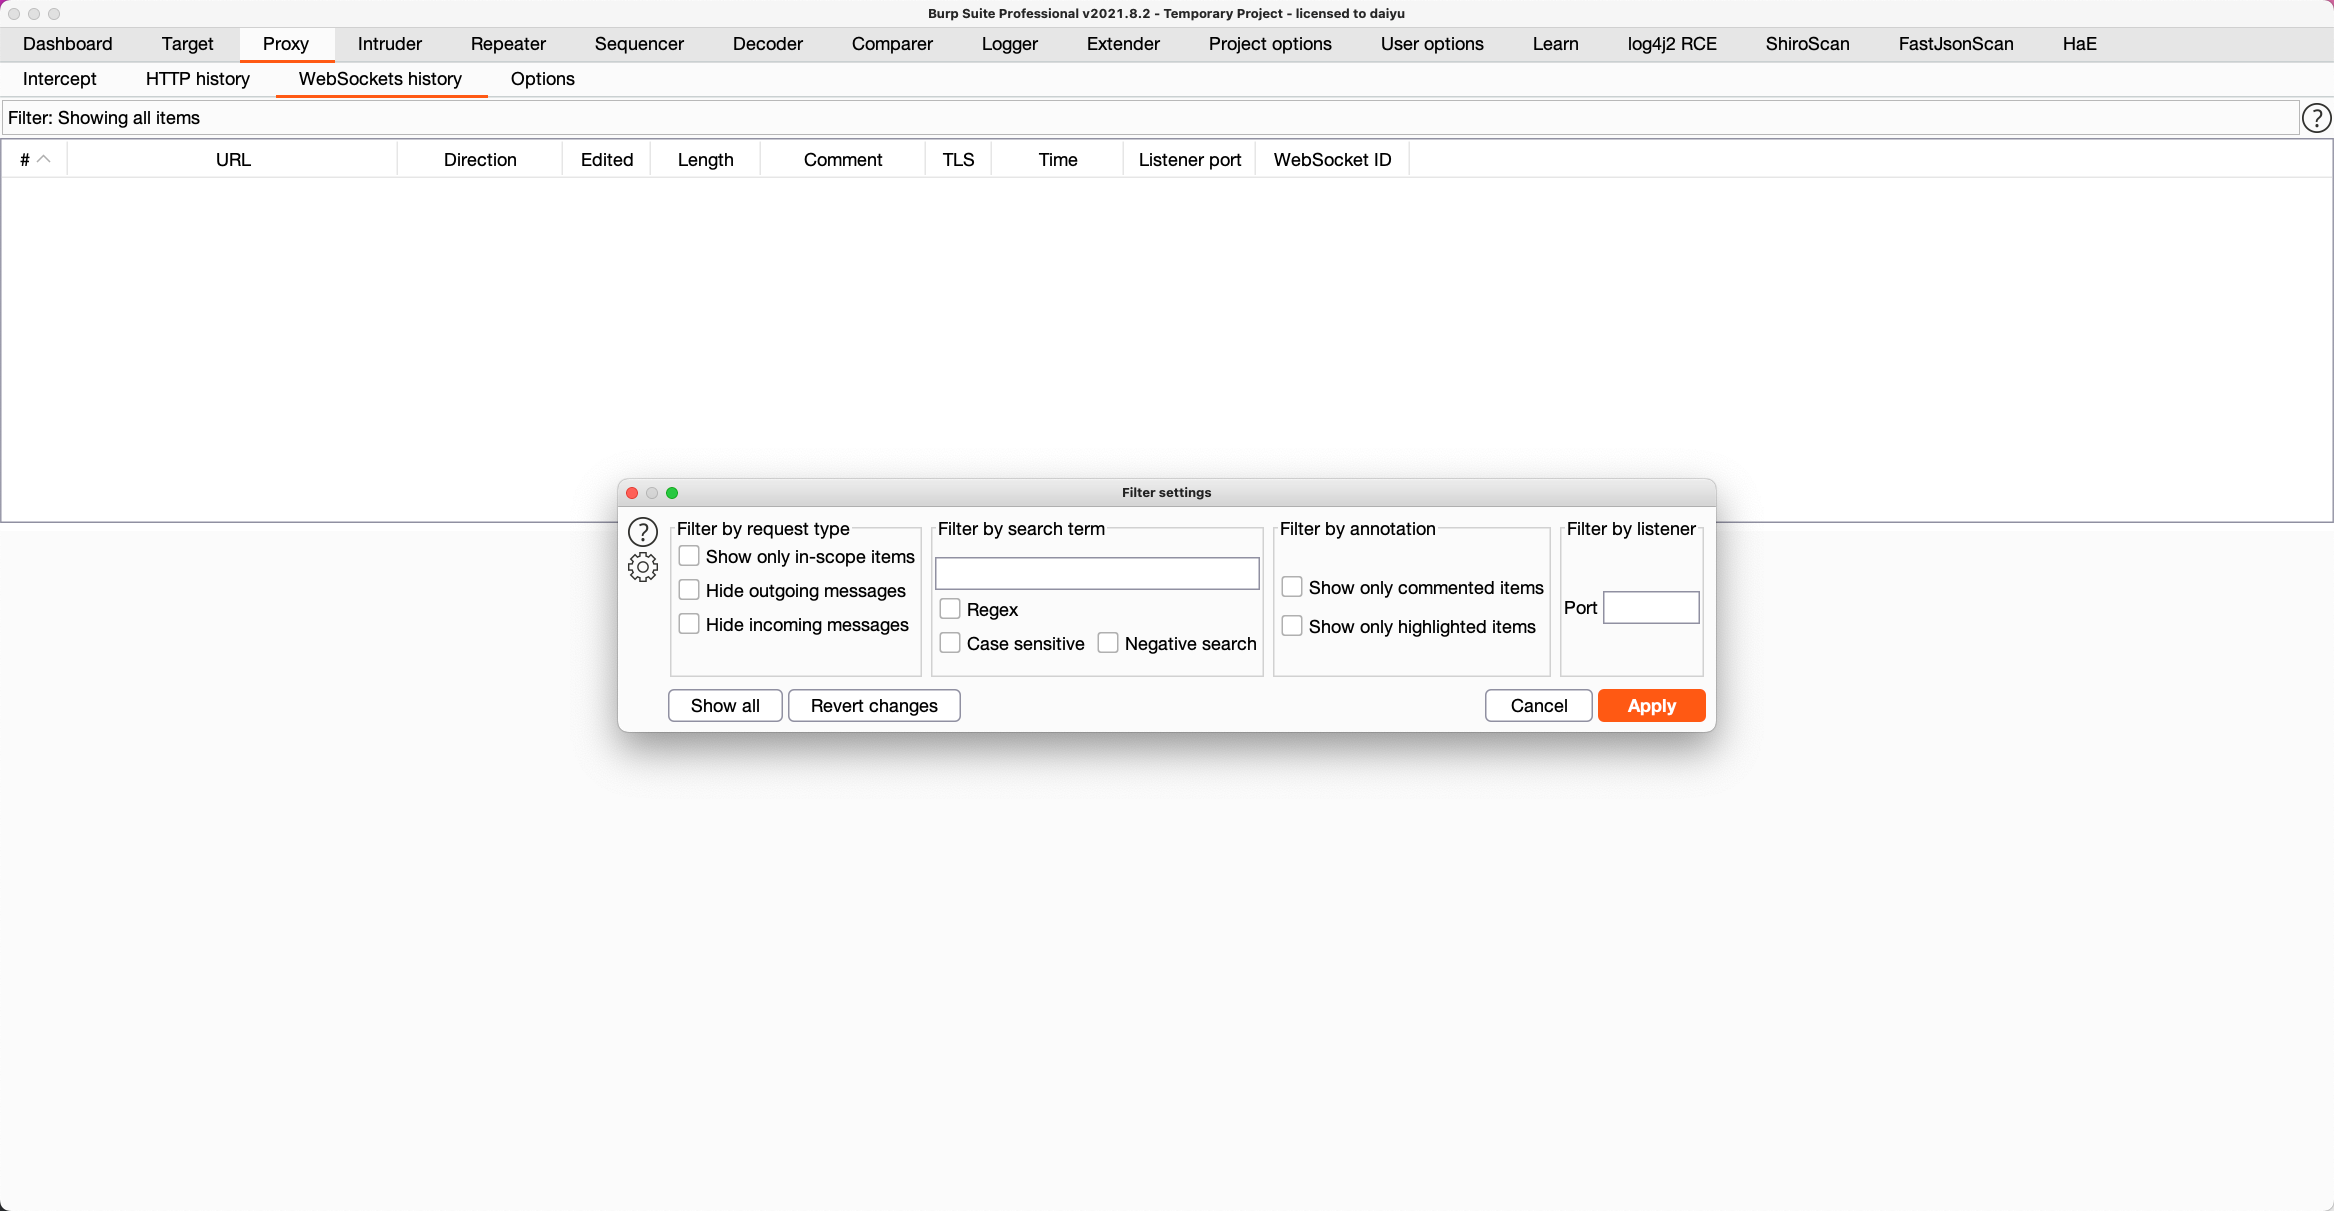 Burp Suite Professional v2021.8.2 - Temporary Project - licensed to daiyu
Dashboard Target Proxy Intruder Repeater Sequencer Decoder Comparer Logger Extender Project options User options Learn log4j2 RCE ShiroScan FastJsonScan HaE
Intercept HTTP history WebSockets history Options
Filter: Showing all items
?
# URL Direction Edited Length Comment TLS Time Listener port WebSocket ID
Filter settings
?
Filter by request type
Show only in-scope items
Hide outgoing messages
Hide incoming messages
Filter by search term
Regex
Case sensitive Negative search
Filter by annotation
Show only commented items
Show only highlighted items
Filter by listener
Port
Show all Revert changes Cancel Apply